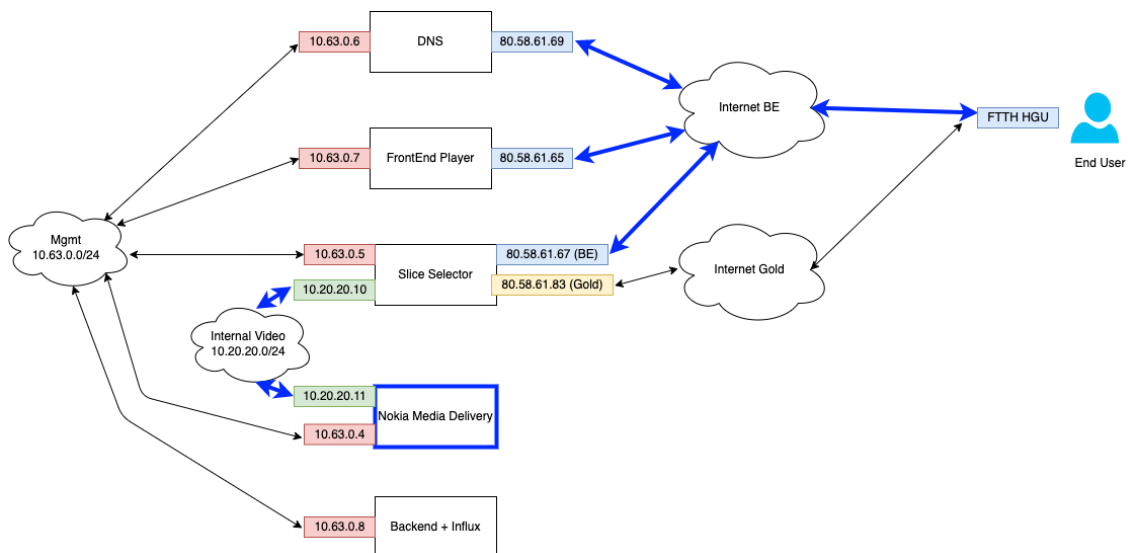 10.63.0.6
DNS
80.58.61.69
Internet BE
FTTH HGU
End User
10.63.0.7
FrontEnd Player
80.58.61.65
Mgmt
10.63.0.0/24
10.63.0.5
Slice Selector
80.58.61.67 (BE)
10.20.20.10
80.58.61.83 (Gold)
Internet Gold
Internal Video
10.20.20.0/24
10.20.20.11
Nokia Media Delivery
10.63.0.4
10.63.0.8
Backend + Influx